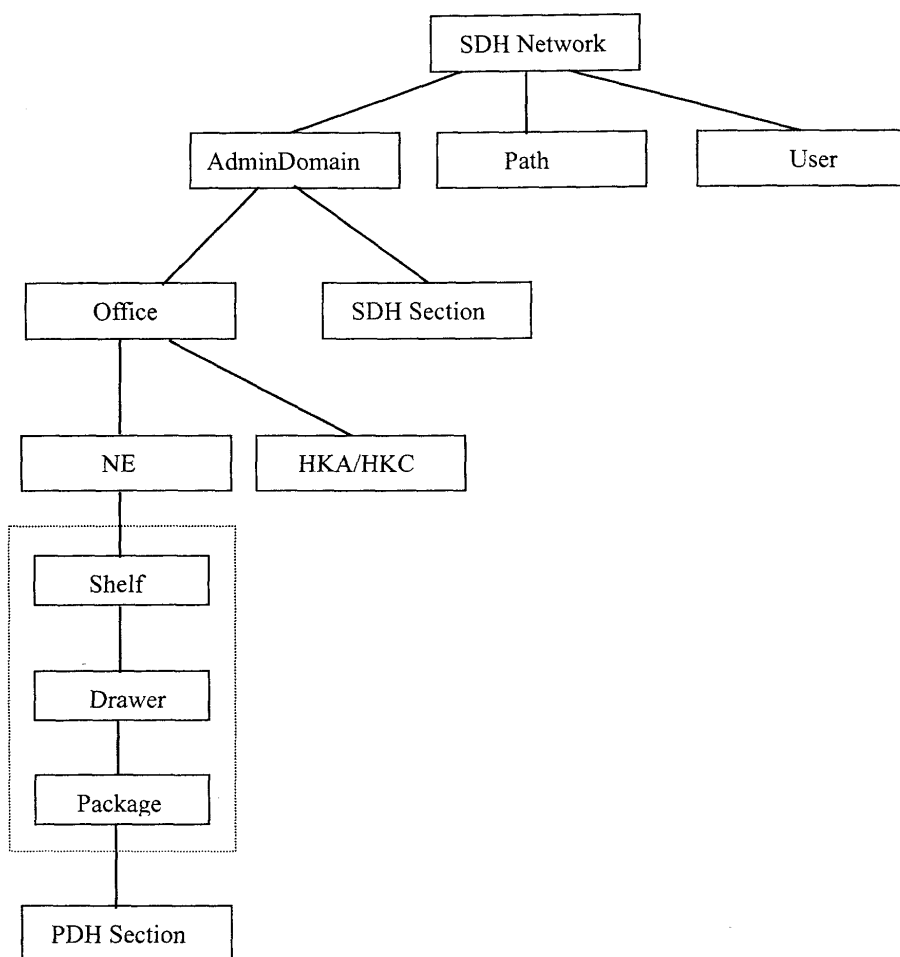 SDH Network
AdminDomain
Path
User
Office
SDH Section
NE
HKA/HKC
Shelf
Drawer
Package
PDH Section